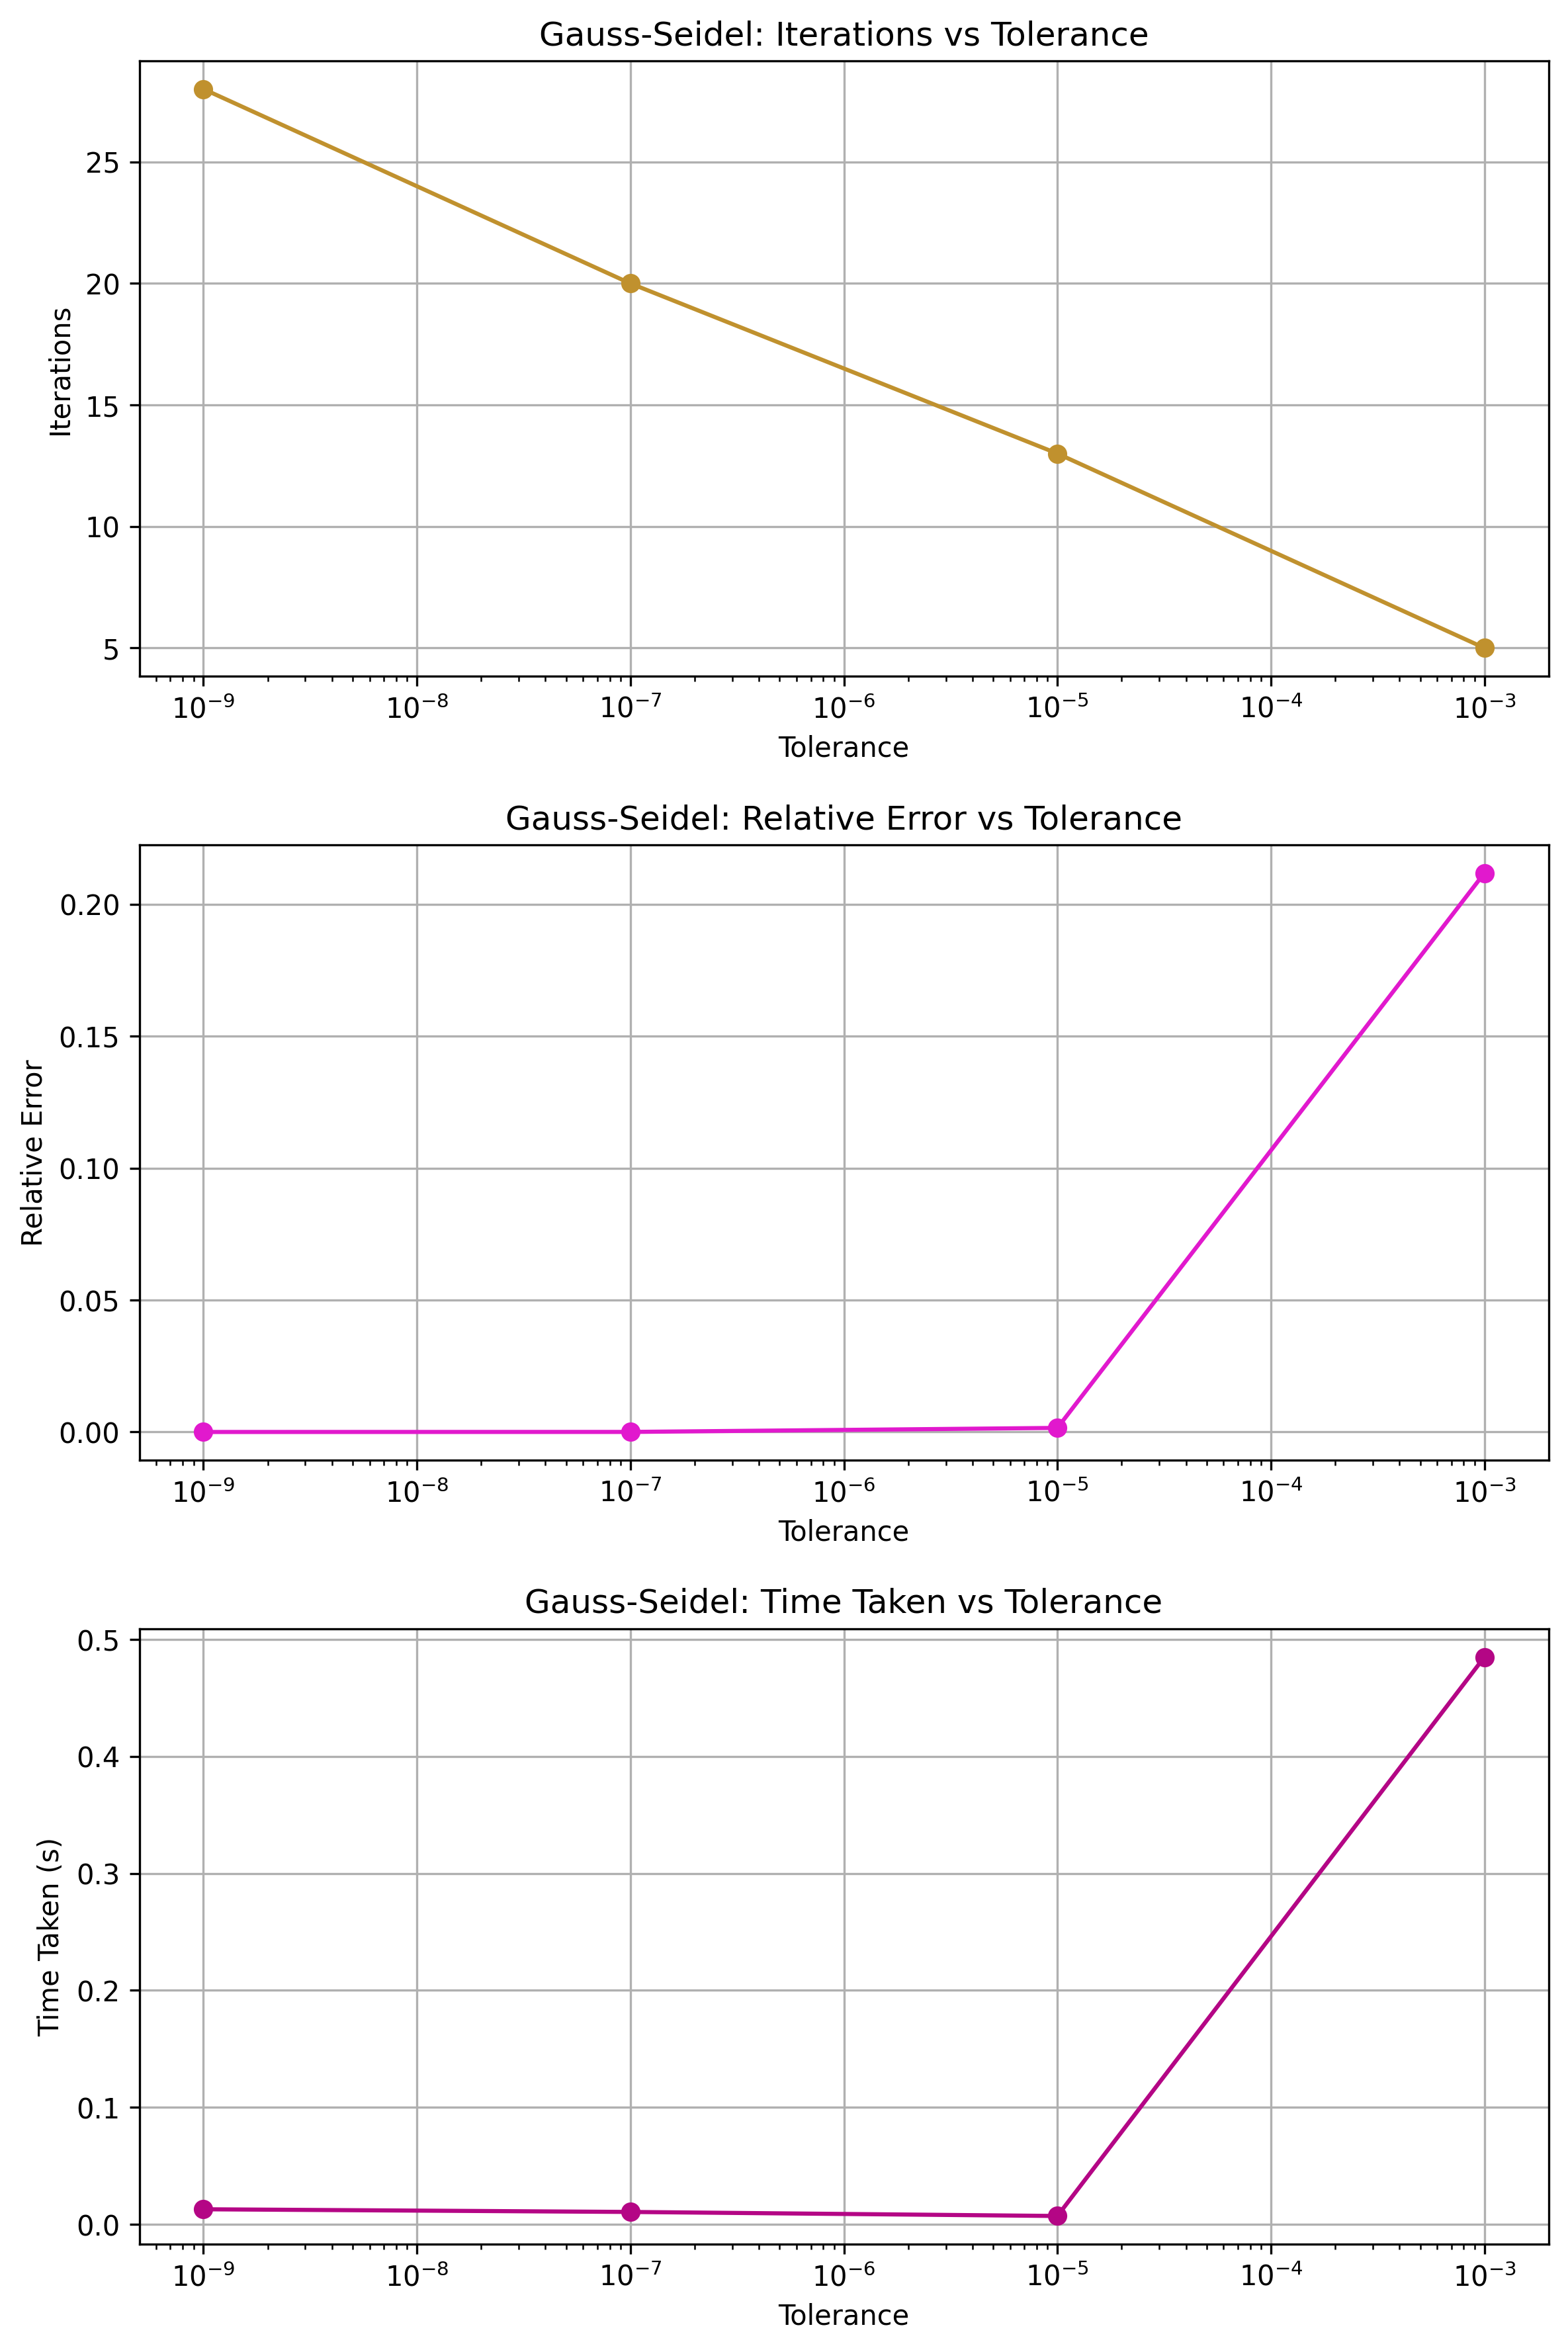 Gauss-Seidel: Iterations vs Tolerance
Iterations
25
20
15
10
5
10⁻⁹ 10⁻⁸ 10⁻⁷ 10⁻⁶ 10⁻⁵ 10⁻⁴ 10⁻³
Tolerance
Gauss-Seidel: Relative Error vs Tolerance
Relative Error
0.20
0.15
0.10
0.05
0.00
10⁻⁹ 10⁻⁸ 10⁻⁷ 10⁻⁶ 10⁻⁵ 10⁻⁴ 10⁻³
Tolerance
Gauss-Seidel: Time Taken vs Tolerance
Time Taken (s)
0.5
0.4
0.3
0.2
0.1
0.0
10⁻⁹ 10⁻⁸ 10⁻⁷ 10⁻⁶ 10⁻⁵ 10⁻⁴ 10⁻³
Tolerance